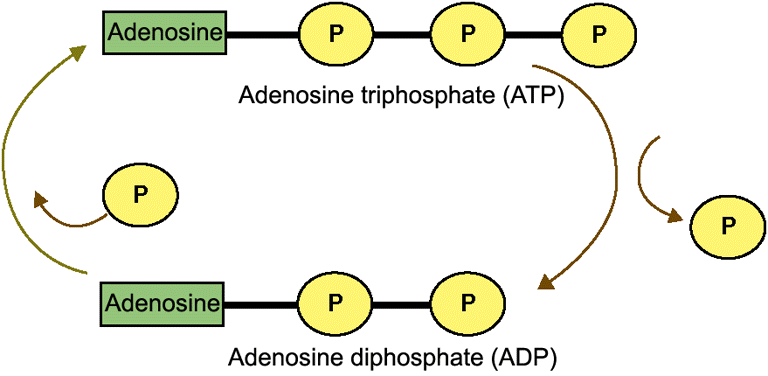 Adenosine P P P
Adenosine triphosphate (ATP)
P
P
Adenosine P P
Adenosine diphosphate (ADP)